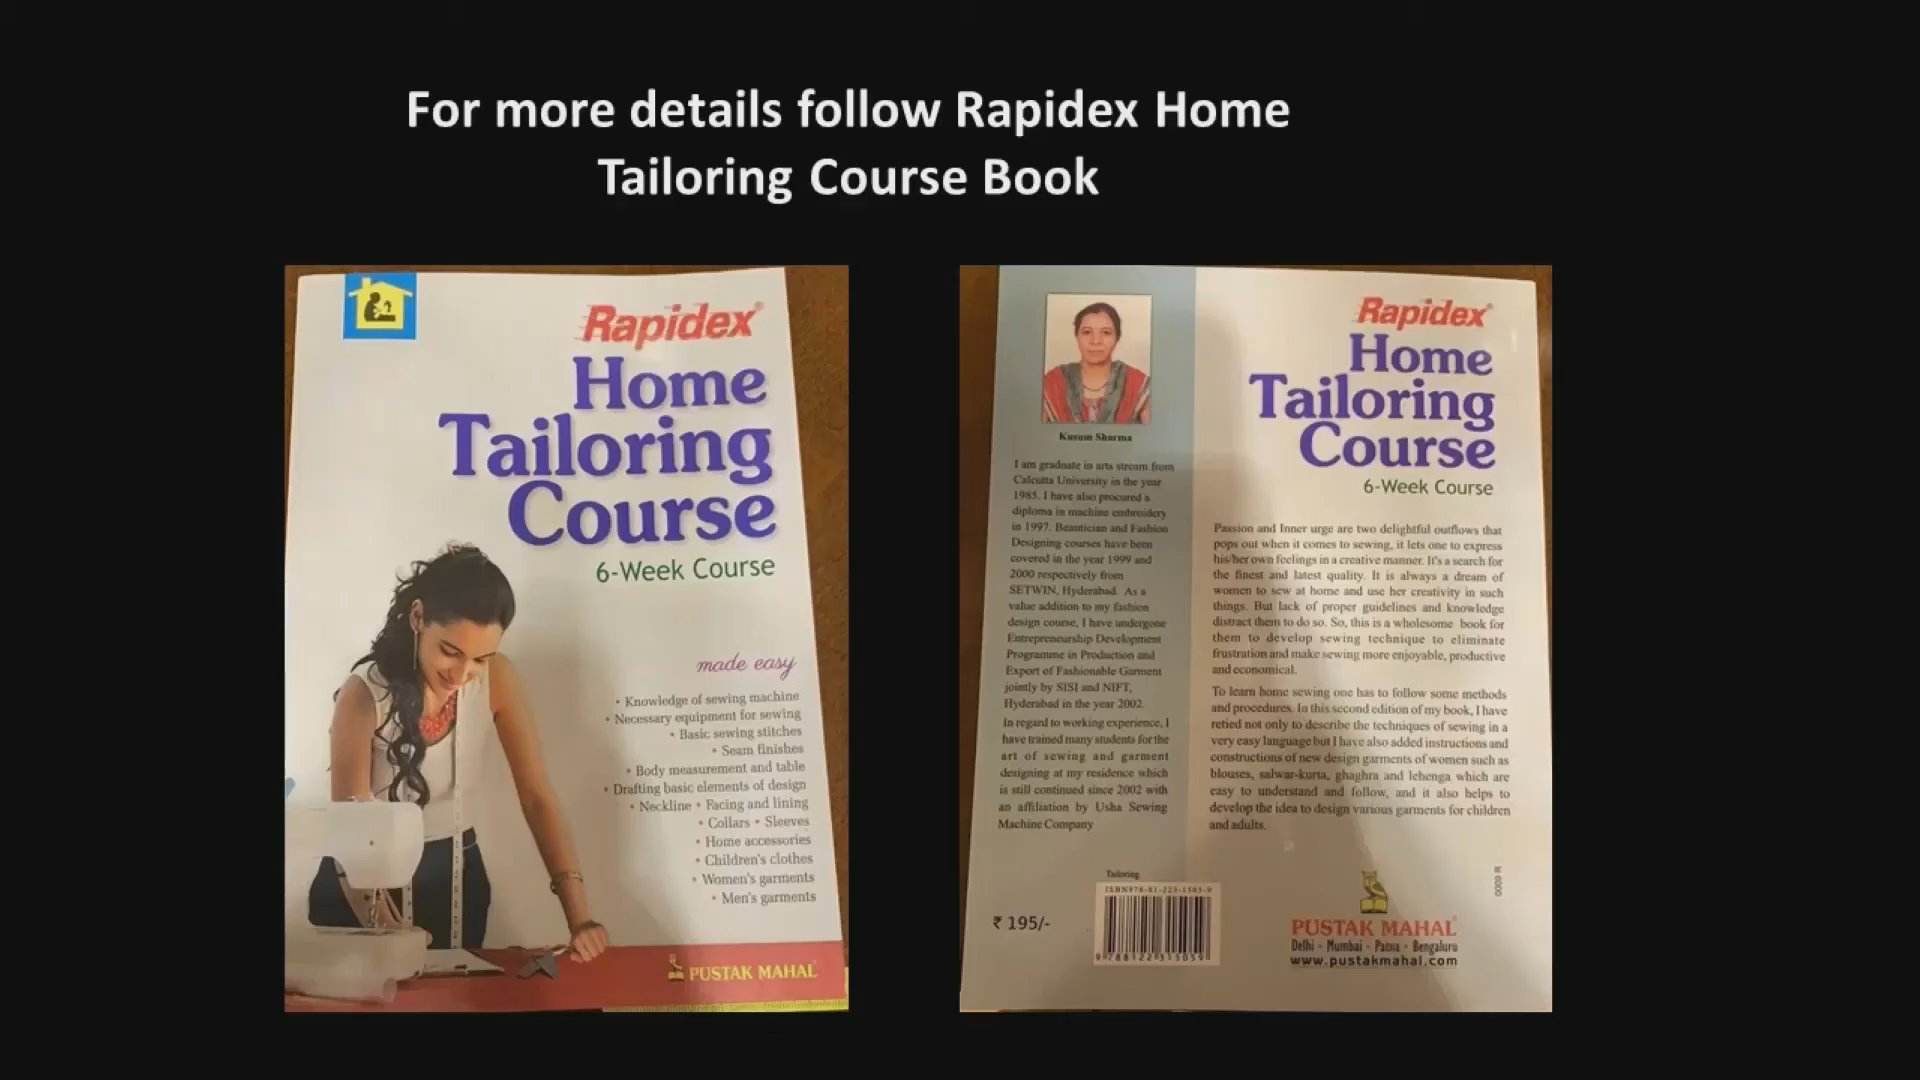 For more details follow Rapidex Home
Tailoring Course Book
Rapidex®
Home
Tailoring
Course
6-Week Course
made easy
• Knowledge of sewing machine
• Necessary equipment for sewing
• Basic sewing stitches
• Seam finishes
• Body measurement and table
• Drafting basic elements of design
• Neckline • Facing and lining
• Collars • Sleeves
• Home accessories
• Children's clothes
• Women's garments
• Men's garments
PUSTAK MAHAL
Kusum Sharma
I am graduate in arts stream from
Calcutta University in the year
1985. I have also procured a
diploma in machine embroidery
in 1997. Beautician and Fashion
Designing courses have been
covered in the year 1999 and
2000 respectively from
SETWIN, Hyderabad. As a
value addition to my fashion
design course, I have undergone
Entrepreneurship Development
Programme in Production and
Export of Fashionable Garment
jointly by SISI and NIFT,
Hyderabad in the year 2002.
In regard to working experience, I
have trained many students for the
art of sewing and garment
designing at my residence which
is still continued since 2002 with
an affiliation by Usha Sewing
Machine Company
Tailoring
ISBN978-81-223-1505-9
9 788122 315059
₹ 195/-
Rapidex®
Home
Tailoring
Course
6-Week Course
Passion and Inner urge are two delightful outflows that
pops out when it comes to sewing, it lets one to express
his/her own feelings in a creative manner. It's a search for
the finest and latest quality. It is always a dream of
women to sew at home and use her creativity in such
things. But lack of proper guidelines and knowledge
distract them to do so. So, this is a wholesome book for
them to develop sewing technique to eliminate
frustration and make sewing more enjoyable, productive
and economical.
To learn home sewing one has to follow some methods
and procedures. In this second edition of my book, I have
retied not only to describe the techniques of sewing in a
very easy language but I have also added instructions and
constructions of new design garments of women such as
blouses, salwar-kurta, ghaghra and lehenga which are
easy to understand and follow, and it also helps to
develop the idea to design various garments for children
and adults.
0009 R
PUSTAK MAHAL®
Delhi • Mumbai • Patna • Bengaluru
www.pustakmahal.com